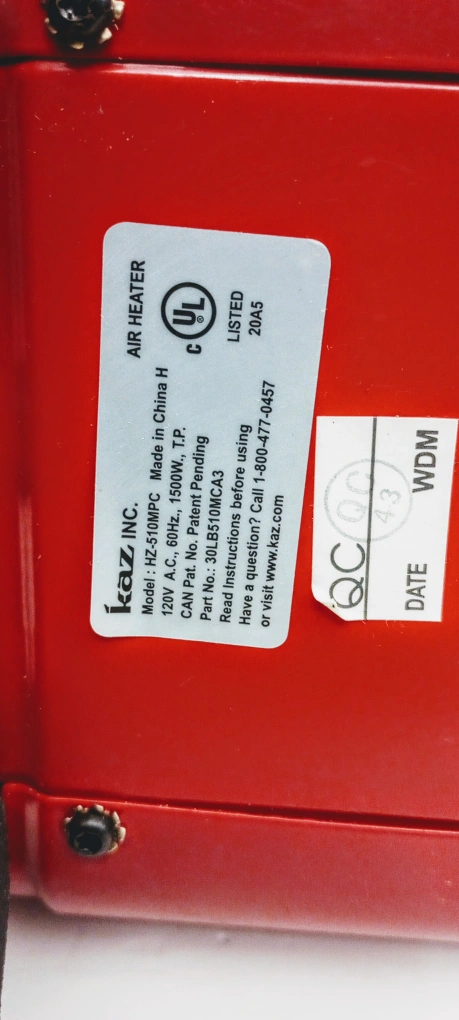 kaz INC.
Model : HZ-510MPC Made in China H
120V A.C., 60Hz., 1500W., T.P.
CAN Pat. No. Patent Pending
Part No.: 30LB510MCA3
Read Instructions before using
Have a question? Call 1-800-477-0457
or visit www.kaz.com
AIR HEATER
C UL ®
LISTED
20A5
QC
QC
43
DATE WDM